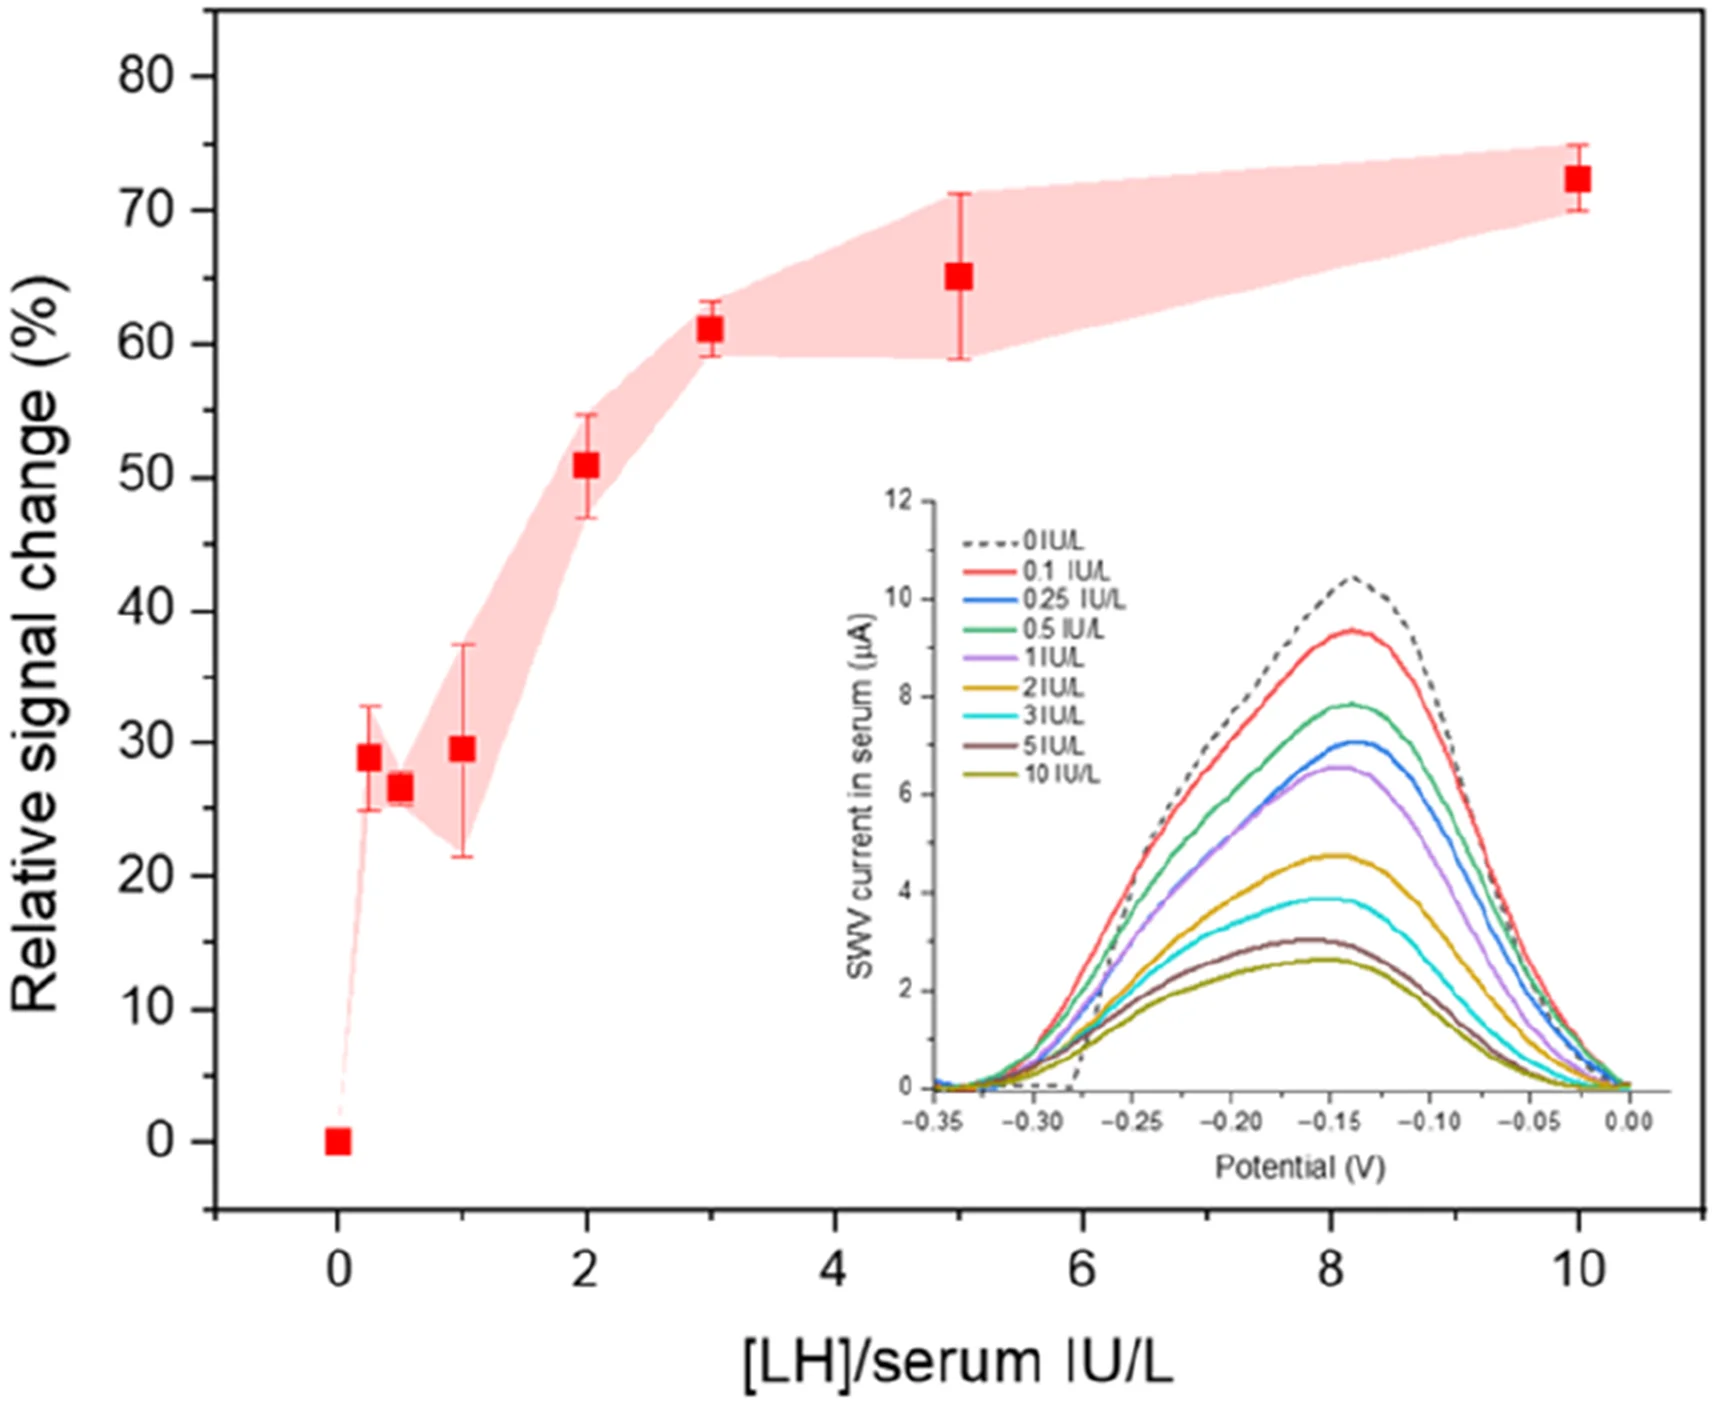 Relative signal change (%)
80
70
60
50
40
30
20
10
0
0 2 4 6 8 10
[LH]/serum IU/L
SWV current in serum (µA)
12
10
8
6
4
2
0
0 IU/L
0.1 IU/L
0.25 IU/L
0.5 IU/L
1 IU/L
2 IU/L
3 IU/L
5 IU/L
10 IU/L
−0.35 −0.30 −0.25 −0.20 −0.15 −0.10 −0.05 0.00
Potential (V)